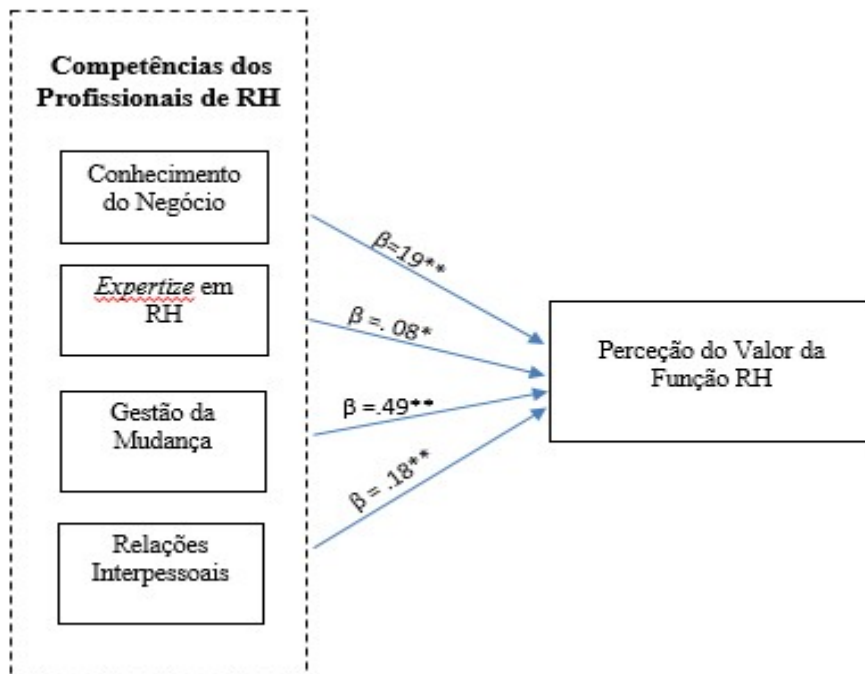 Competências dos
Profissionais de RH
Conhecimento
do Negócio
Expertize em
RH
Gestão da
Mudança
Relações
Interpessoais
β=19**
β =. 08*
β =.49**
β = .18**
Perceção do Valor da
Função RH